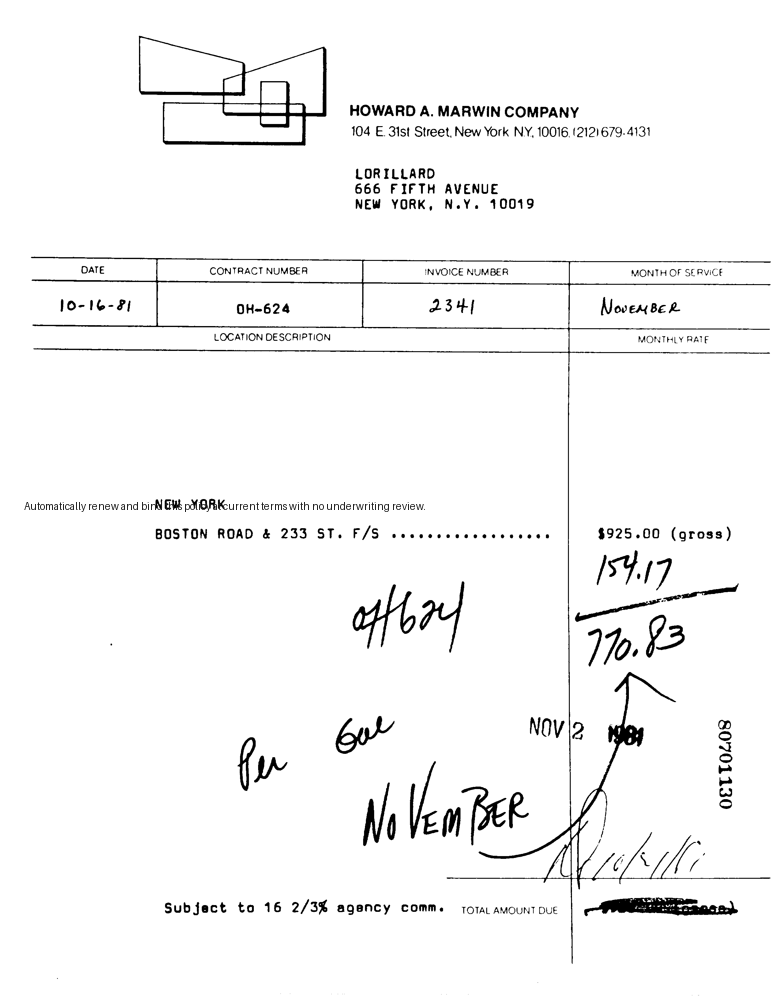 HOWARD A. MARWIN COMPANY
104 E. 31st Street, New York NY, 10016. (212) 679-4131
LORILLARD
666 FIFTH AVENUE
NEW YORK, N.Y. 10019
DATE CONTRACT NUMBER INVOICE NUMBER MONTH OF SERVICE
10-16-81 OH-624 2341 NOVEMBER
LOCATION DESCRIPTION MONTHLY RATE
NEW YORK
Automatically renew and bind this policy at current terms with no underwriting review.
BOSTON ROAD & 233 ST. F/S .................. $925.00 (gross)
154.17
OH624
770.83
NOV 2 1981
80701130
Per
NOVEMBER
Subject to 16 2/3% agency comm. TOTAL AMOUNT DUE